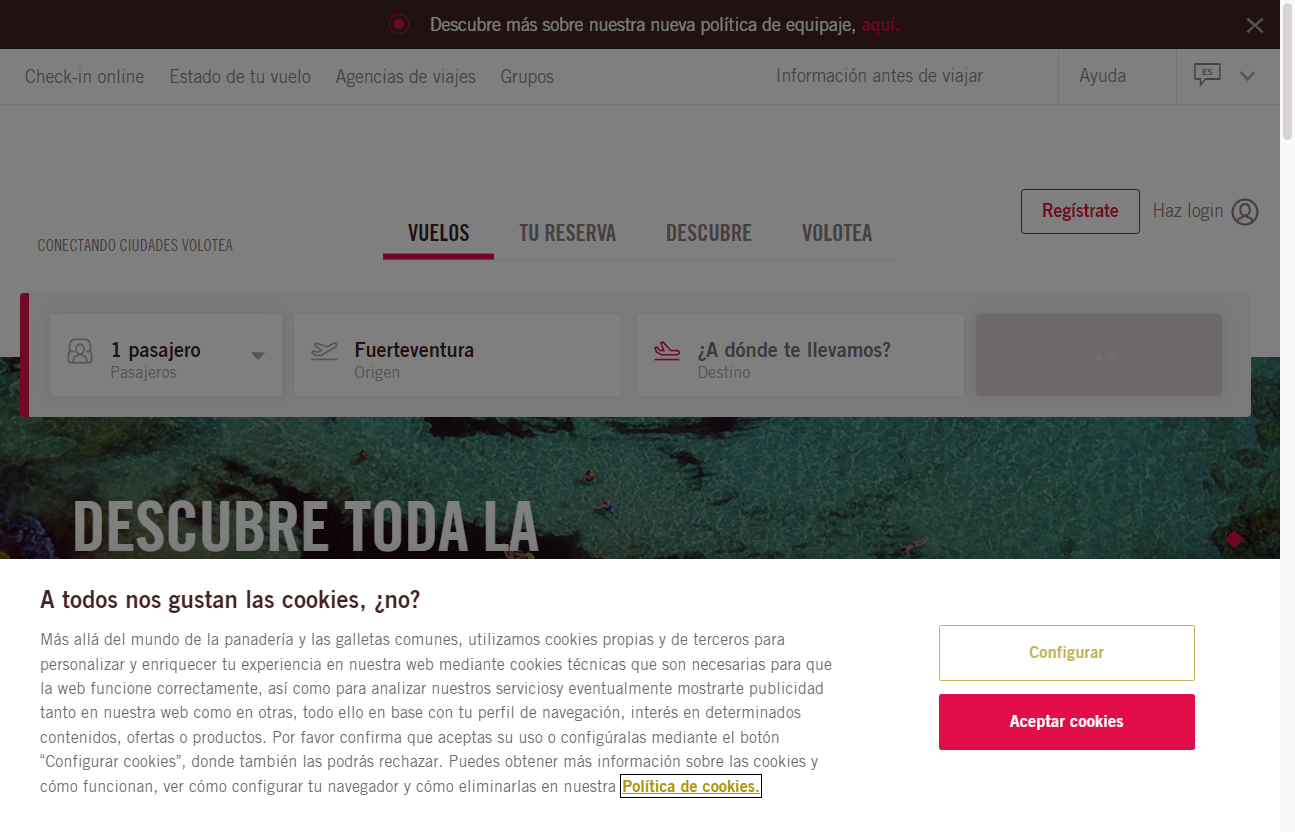 Descubre más sobre nuestra nueva política de equipaje, aquí.
Check-in online Estado de tu vuelo Agencias de viajes Grupos Información antes de viajar Ayuda ES
Regístrate Haz login
CONECTANDO CIUDADES VOLOTEA VUELOS TU RESERVA DESCUBRE VOLOTEA
1 pasajero Fuerteventura ¿A dónde te llevamos?
Pasajeros Origen Destino
DESCUBRE TODA LA
A todos nos gustan las cookies, ¿no?
Más allá del mundo de la panadería y las galletas comunes, utilizamos cookies propias y de terceros para
personalizar y enriquecer tu experiencia en nuestra web mediante cookies técnicas que son necesarias para que
la web funcione correctamente, así como para analizar nuestros serviciosy eventualmente mostrarte publicidad
tanto en nuestra web como en otras, todo ello en base con tu perfil de navegación, interés en determinados
contenidos, ofertas o productos. Por favor confirma que aceptas su uso o configúralas mediante el botón
“Configurar cookies”, donde también las podrás rechazar. Puedes obtener más información sobre las cookies y
cómo funcionan, ver cómo configurar tu navegador y cómo eliminarlas en nuestra Política de cookies.
Configurar
Aceptar cookies